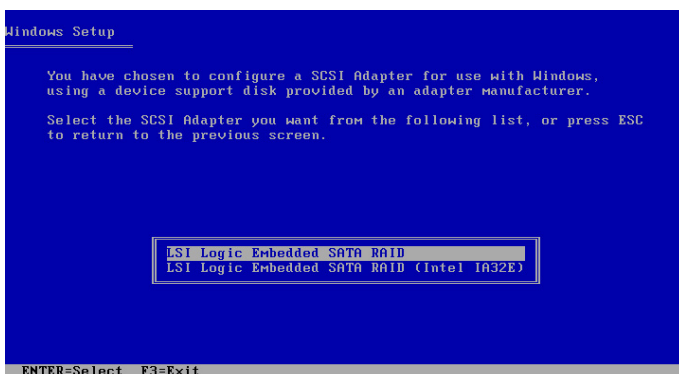 Windows Setup
You have chosen to configure a SCSI Adapter for use with Windows,
using a device support disk provided by an adapter manufacturer.
Select the SCSI Adapter you want from the following list, or press ESC
to return to the previous screen.
LSI Logic Embedded SATA RAID
LSI Logic Embedded SATA RAID (Intel IA32E)
ENTER=Select F3=Exit